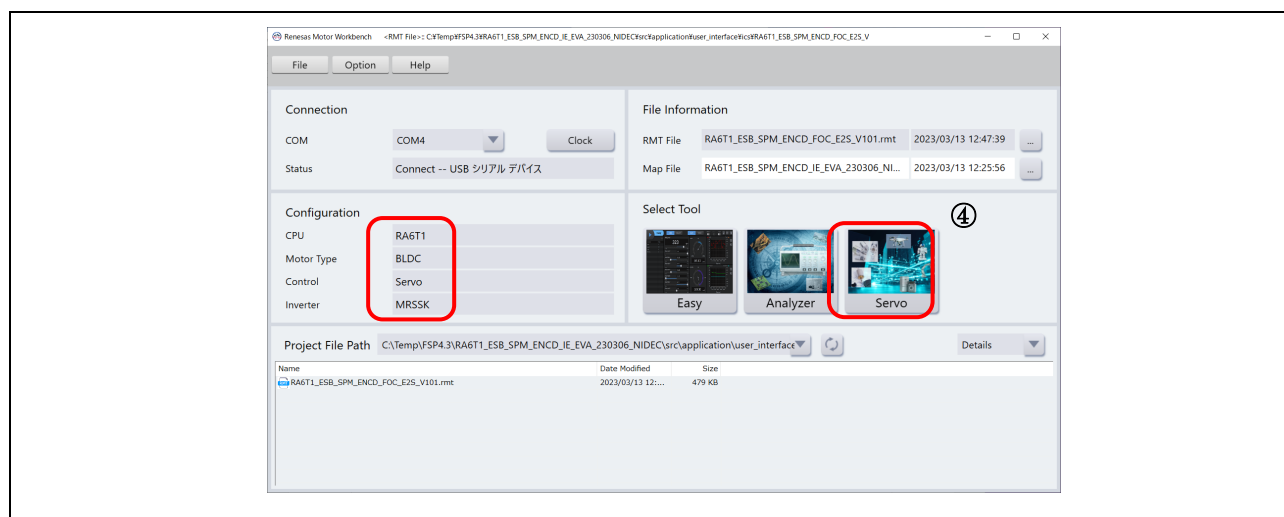 Renesas Motor Workbench <RMT File>: C:¥Temp¥FSP4.3¥RA6T1_ESB_SPM_ENCD_IE_EVA_230306_NIDEC¥src¥application¥user_interface¥ics¥RA6T1_ESB_SPM_ENCD_FOC_E2S_V
File Option Help
Connection
COM COM4 Clock
Status Connect -- USB シリアル デバイス
File Information
RMT File RA6T1_ESB_SPM_ENCD_FOC_E2S_V101.rmt 2023/03/13 12:47:39 ...
Map File RA6T1_ESB_SPM_ENCD_IE_EVA_230306_NI... 2023/03/13 12:25:56 ...
Configuration
CPU RA6T1
Motor Type BLDC
Control Servo
Inverter MRSSK
Select Tool
④
Easy Analyzer Servo
Project File Path C:\Temp\FSP4.3\RA6T1_ESB_SPM_ENCD_IE_EVA_230306_NIDEC\src\application\user_interface Details
Name Date Modified Size
RA6T1_ESB_SPM_ENCD_FOC_E2S_V101.rmt 2023/03/13 12:... 479 KB